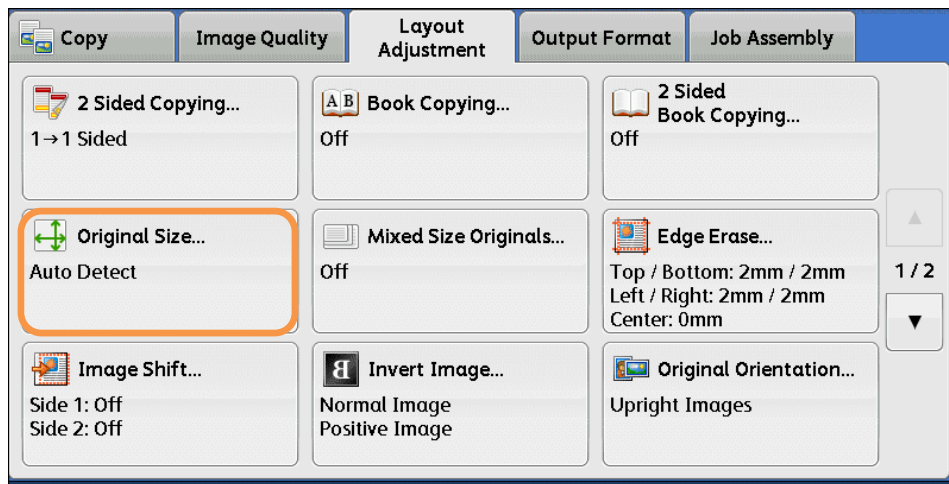 Copy
Image Quality
Layout
Adjustment
Output Format
Job Assembly
2 Sided Copying...
1→1 Sided
A B Book Copying...
Off
2 Sided
Book Copying...
Off
Original Size...
Auto Detect
Mixed Size Originals...
Off
Edge Erase...
Top / Bottom: 2mm / 2mm
Left / Right: 2mm / 2mm
Center: 0mm
1 / 2
Image Shift...
Side 1: Off
Side 2: Off
B Invert Image...
Normal Image
Positive Image
Original Orientation...
Upright Images